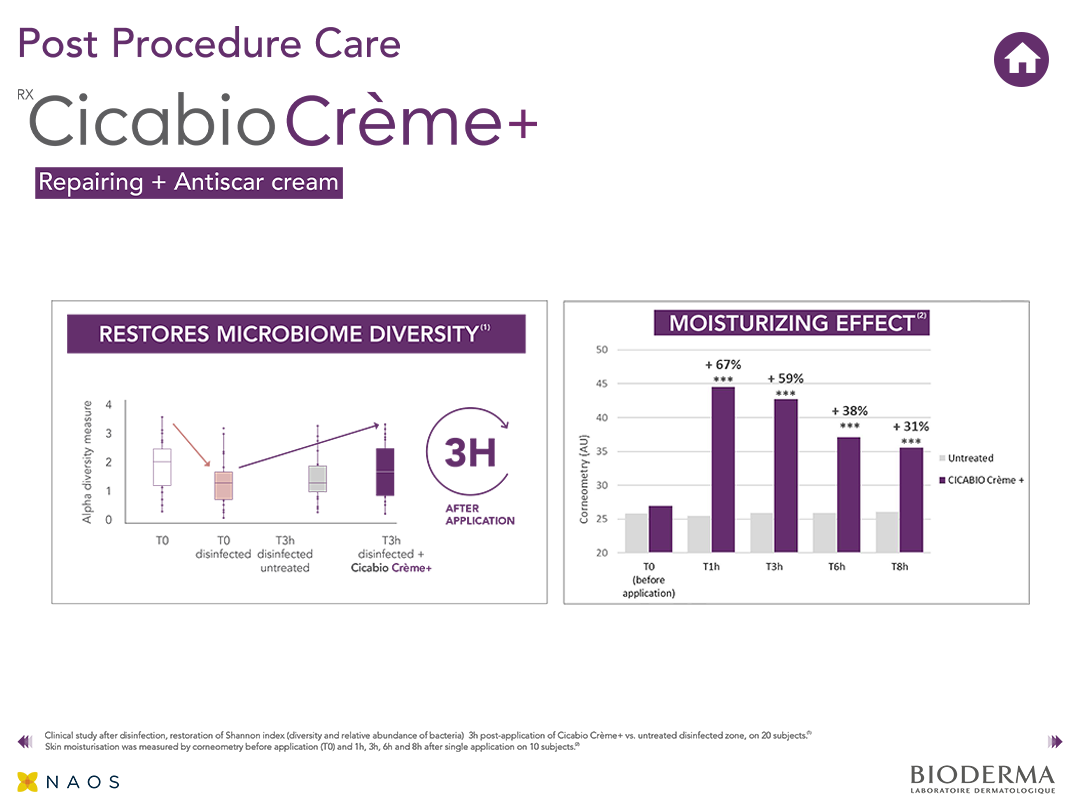 Post Procedure Care
RX
Cicabio Crème+
Repairing + Antiscar cream
RESTORES MICROBIOME DIVERSITY(1)
Alpha diversity measure
4
3
2
1
0
T0
T0
disinfected
T3h
disinfected
untreated
T3h
disinfected +
Cicabio Crème+
3H
AFTER
APPLICATION
MOISTURIZING EFFECT(2)
Corneometry (AU)
50
45
40
35
30
25
20
+ 67%
***
+ 59%
***
+ 38%
***
+ 31%
***
T0
(before
application)
T1h
T3h
T6h
T8h
Untreated
CICABIO Crème +
Clinical study after disinfection, restoration of Shannon index (diversity and relative abundance of bacteria) 3h post-application of Cicabio Crème+ vs. untreated disinfected zone, on 20 subjects.(1)
Skin moisturisation was measured by corneometry before application (T0) and 1h, 3h, 6h and 8h after single application on 10 subjects.(2)
NAOS
BIODERMA
LABORATOIRE DERMATOLOGIQUE